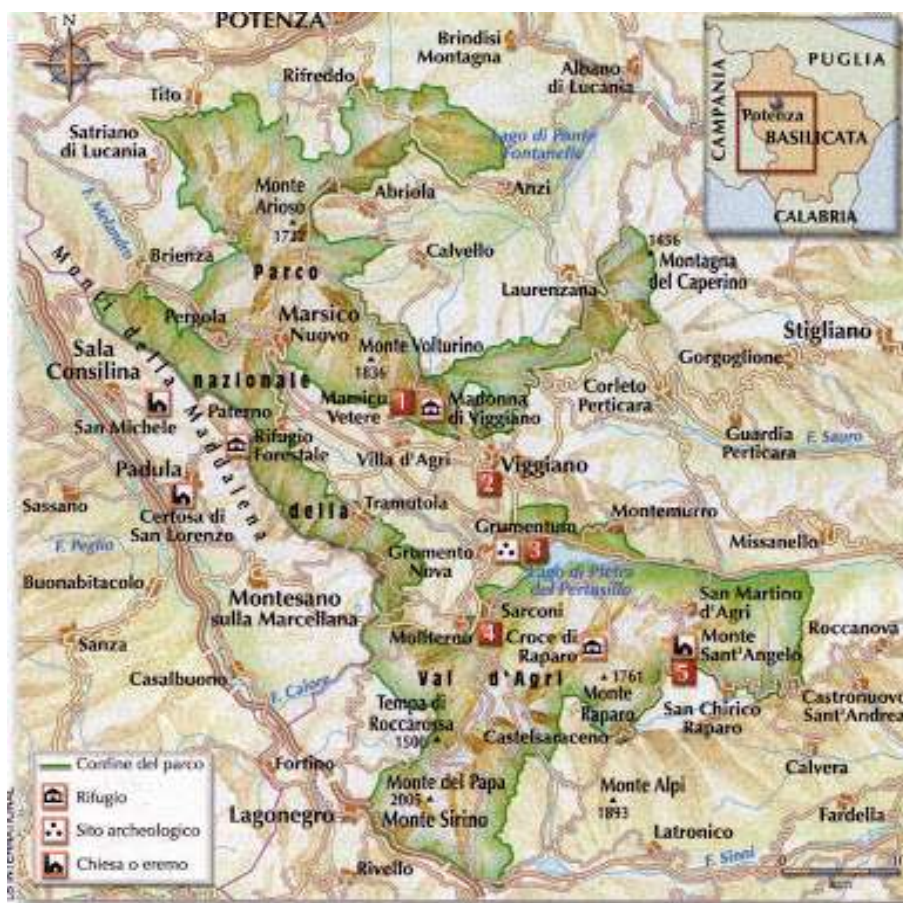 N
POTENZA
Brindisi
Montagna
Albano
di Lucania
Rifreddo
Tito
Satriano
di Lucania
F. Melandro
Lago di Ponte
Fontanelle
Anzi
Abriola
Monte
Arioso
Calvello
Brienza
Parco
1456
Montagna
del Caperino
Laurenzana
Pergola
Marsico
Nuovo
Stigliano
Gorgoglione
Monte Volturino
1836
Sala
Consilina
nazionale
Marsico
Vetere
1
Madonna
di Viggiano
Corleto
Perticara
San Michele
Paterno
Rifugio
Forestale
Villa d'Agri
Viggiano
2
Guardia
Perticara
F. Sauro
Monti della Maddalena
Padula
Certosa di
San Lorenzo
Sassano
della
Tramutola
Grumentum
3
Montemurro
Missanello
F. Peglio
Grumento
Nova
Lago di Pietra
del Pertusillo
Buonabitacolo
Montesano
sulla Marcellana
Sarconi
San Martino
d'Agri
Moliterno
4
Croce di
Raparo
Monte
Sant'Angelo
5
Roccanova
Sanza
Casalbuono
F. Calore
Val d'Agri
1761
Monte
Raparo
San Chirico
Raparo
Castronuovo
Sant'Andrea
Tempa di
Roccarossa
Castelsaraceno
Calvera
Fortino
Monte del Papa
2005
Monte Sirino
Monte Alpi
1893
Lagonegro
Latronico
Fardella
Rivello
F. Sinni
0
km
Confine del parco
Rifugio
Sito archeologico
Chiesa o eremo
PUGLIA
CAMPANIA
Potenza
BASILICATA
CALABRIA